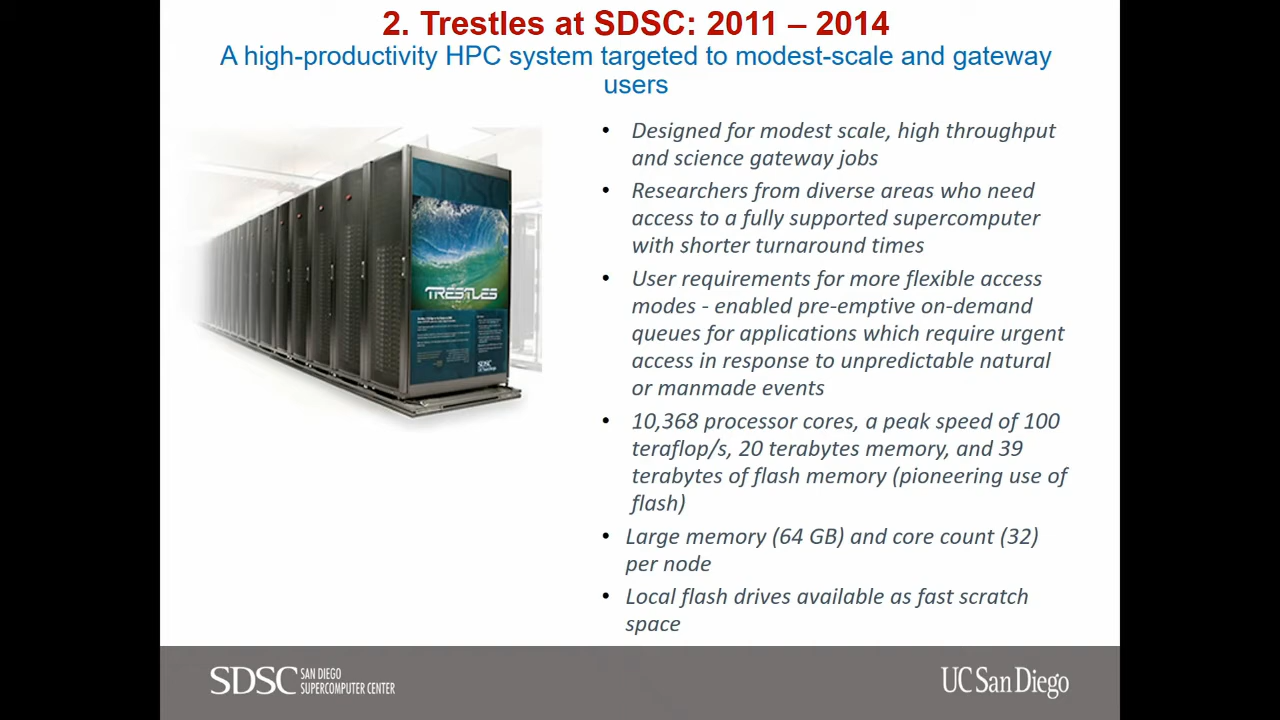 2. Trestles at SDSC: 2011 – 2014
A high-productivity HPC system targeted to modest-scale and gateway
users
• Designed for modest scale, high throughput
and science gateway jobs
• Researchers from diverse areas who need
access to a fully supported supercomputer
with shorter turnaround times
• User requirements for more flexible access
modes - enabled pre-emptive on-demand
queues for applications which require urgent
access in response to unpredictable natural
or manmade events
• 10,368 processor cores, a peak speed of 100
teraflop/s, 20 terabytes memory, and 39
terabytes of flash memory (pioneering use of
flash)
• Large memory (64 GB) and core count (32)
per node
• Local flash drives available as fast scratch
space
TRESTLES
SDSC
UC San Diego
SDSC SAN DIEGO
SUPERCOMPUTER CENTER
UC San Diego